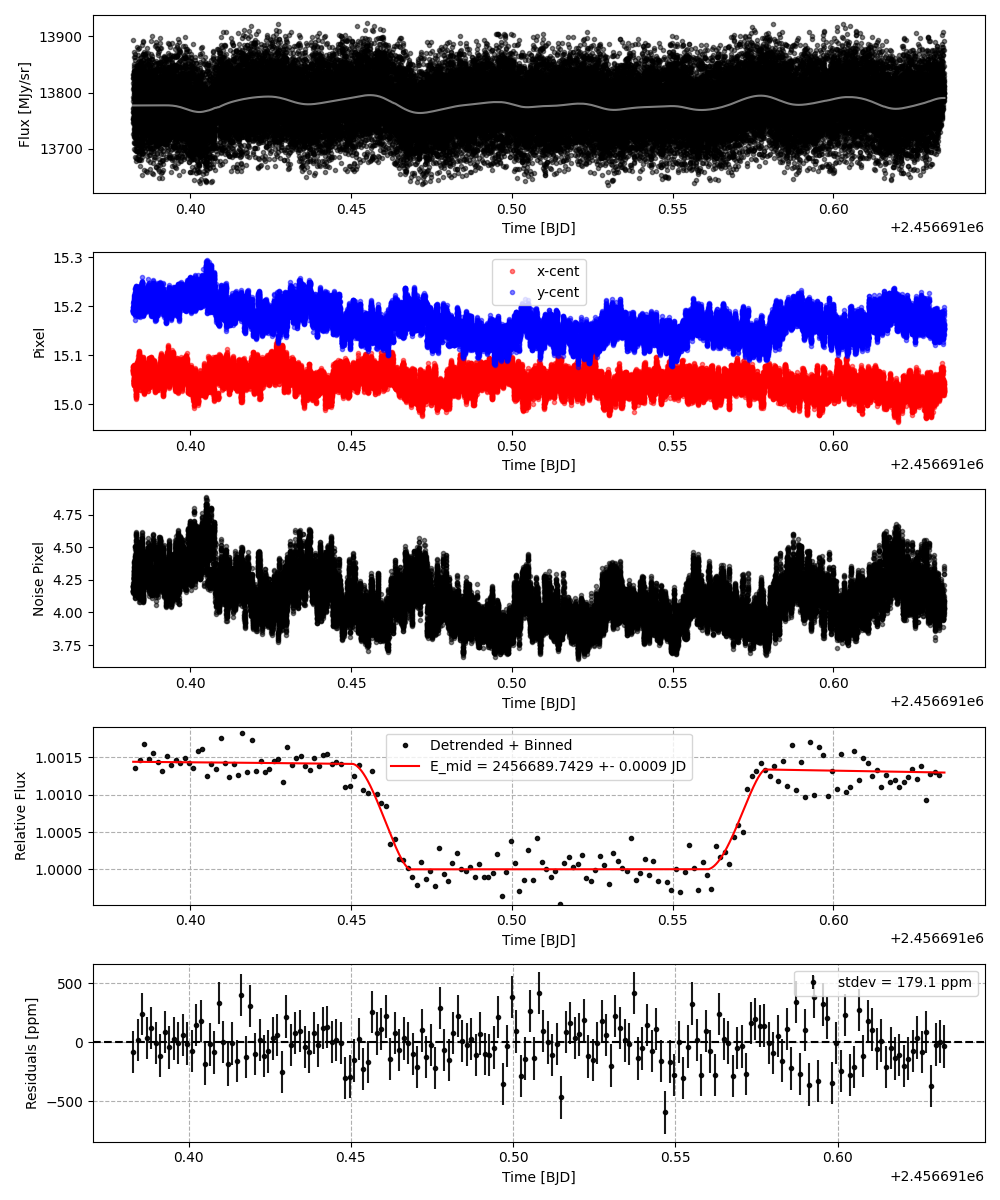 13900
13800
13700
Flux [MJy/sr]
0.40 0.45 0.50 0.55 0.60
Time [BJD]
+2.456691e6
15.3
15.2
15.1
15.0
Pixel
x-cent
y-cent
0.40 0.45 0.50 0.55 0.60
Time [BJD]
+2.456691e6
4.75
4.50
4.25
4.00
3.75
Noise Pixel
0.40 0.45 0.50 0.55 0.60
Time [BJD]
+2.456691e6
1.0015
1.0010
1.0005
1.0000
Relative Flux
Detrended + Binned
E_mid = 2456689.7429 +- 0.0009 JD
0.40 0.45 0.50 0.55 0.60
Time [BJD]
+2.456691e6
500
0
−500
Residuals [ppm]
stdev = 179.1 ppm
0.40 0.45 0.50 0.55 0.60
Time [BJD]
+2.456691e6